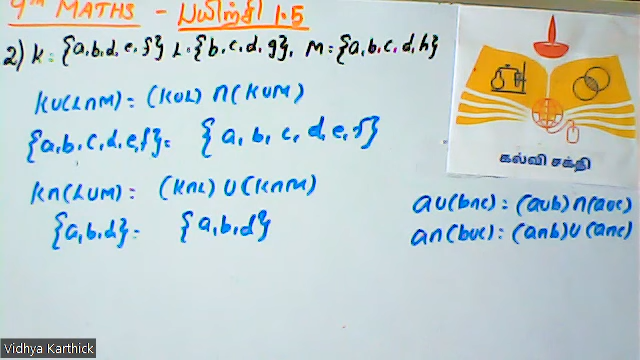 9th MATHS - பயிற்சி 1.5
2) K = {a,b,d,e,f} L = {b,c,d,g}, M = {a,b,c,d,h}
K∪(L∩M) = (K∪L) ∩ (K∪M)
{a,b,c,d,e,f} = {a, b, c, d, e, f}
K∩(L∪M) = (K∩L) ∪ (K∩M)
{a,b,d} = {a,b,d}
கல்வி சக்தி
A∪(B∩C) = (A∪B)∩(A∪C)
A∩(B∪C) = (A∩B)∪(A∩C)
Vidhya Karthick